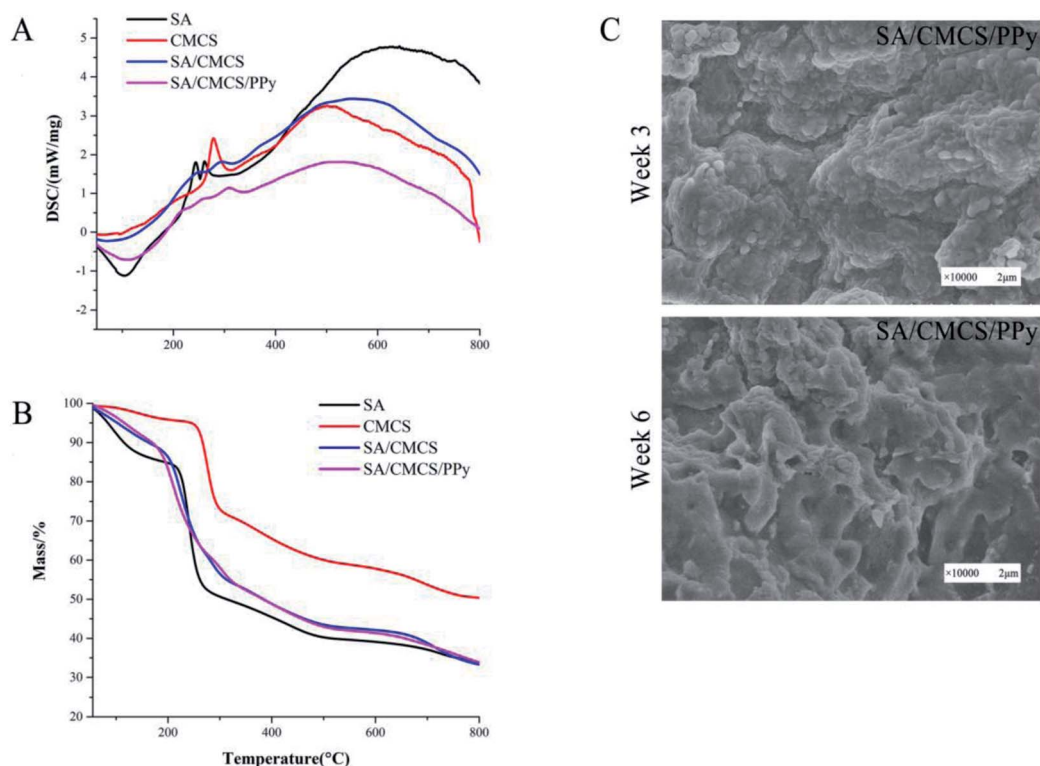 A
SA
CMCS
SA/CMCS
SA/CMCS/PPy
DSC/(mW/mg)
5
4
3
2
1
0
-1
-2
200
400
600
800
B
SA
CMCS
SA/CMCS
SA/CMCS/PPy
Mass/%
100
90
80
70
60
50
40
30
20
200
400
600
800
Temperature(°C)
C
Week 3
SA/CMCS/PPy
×10000 2μm
Week 6
SA/CMCS/PPy
×10000 2μm